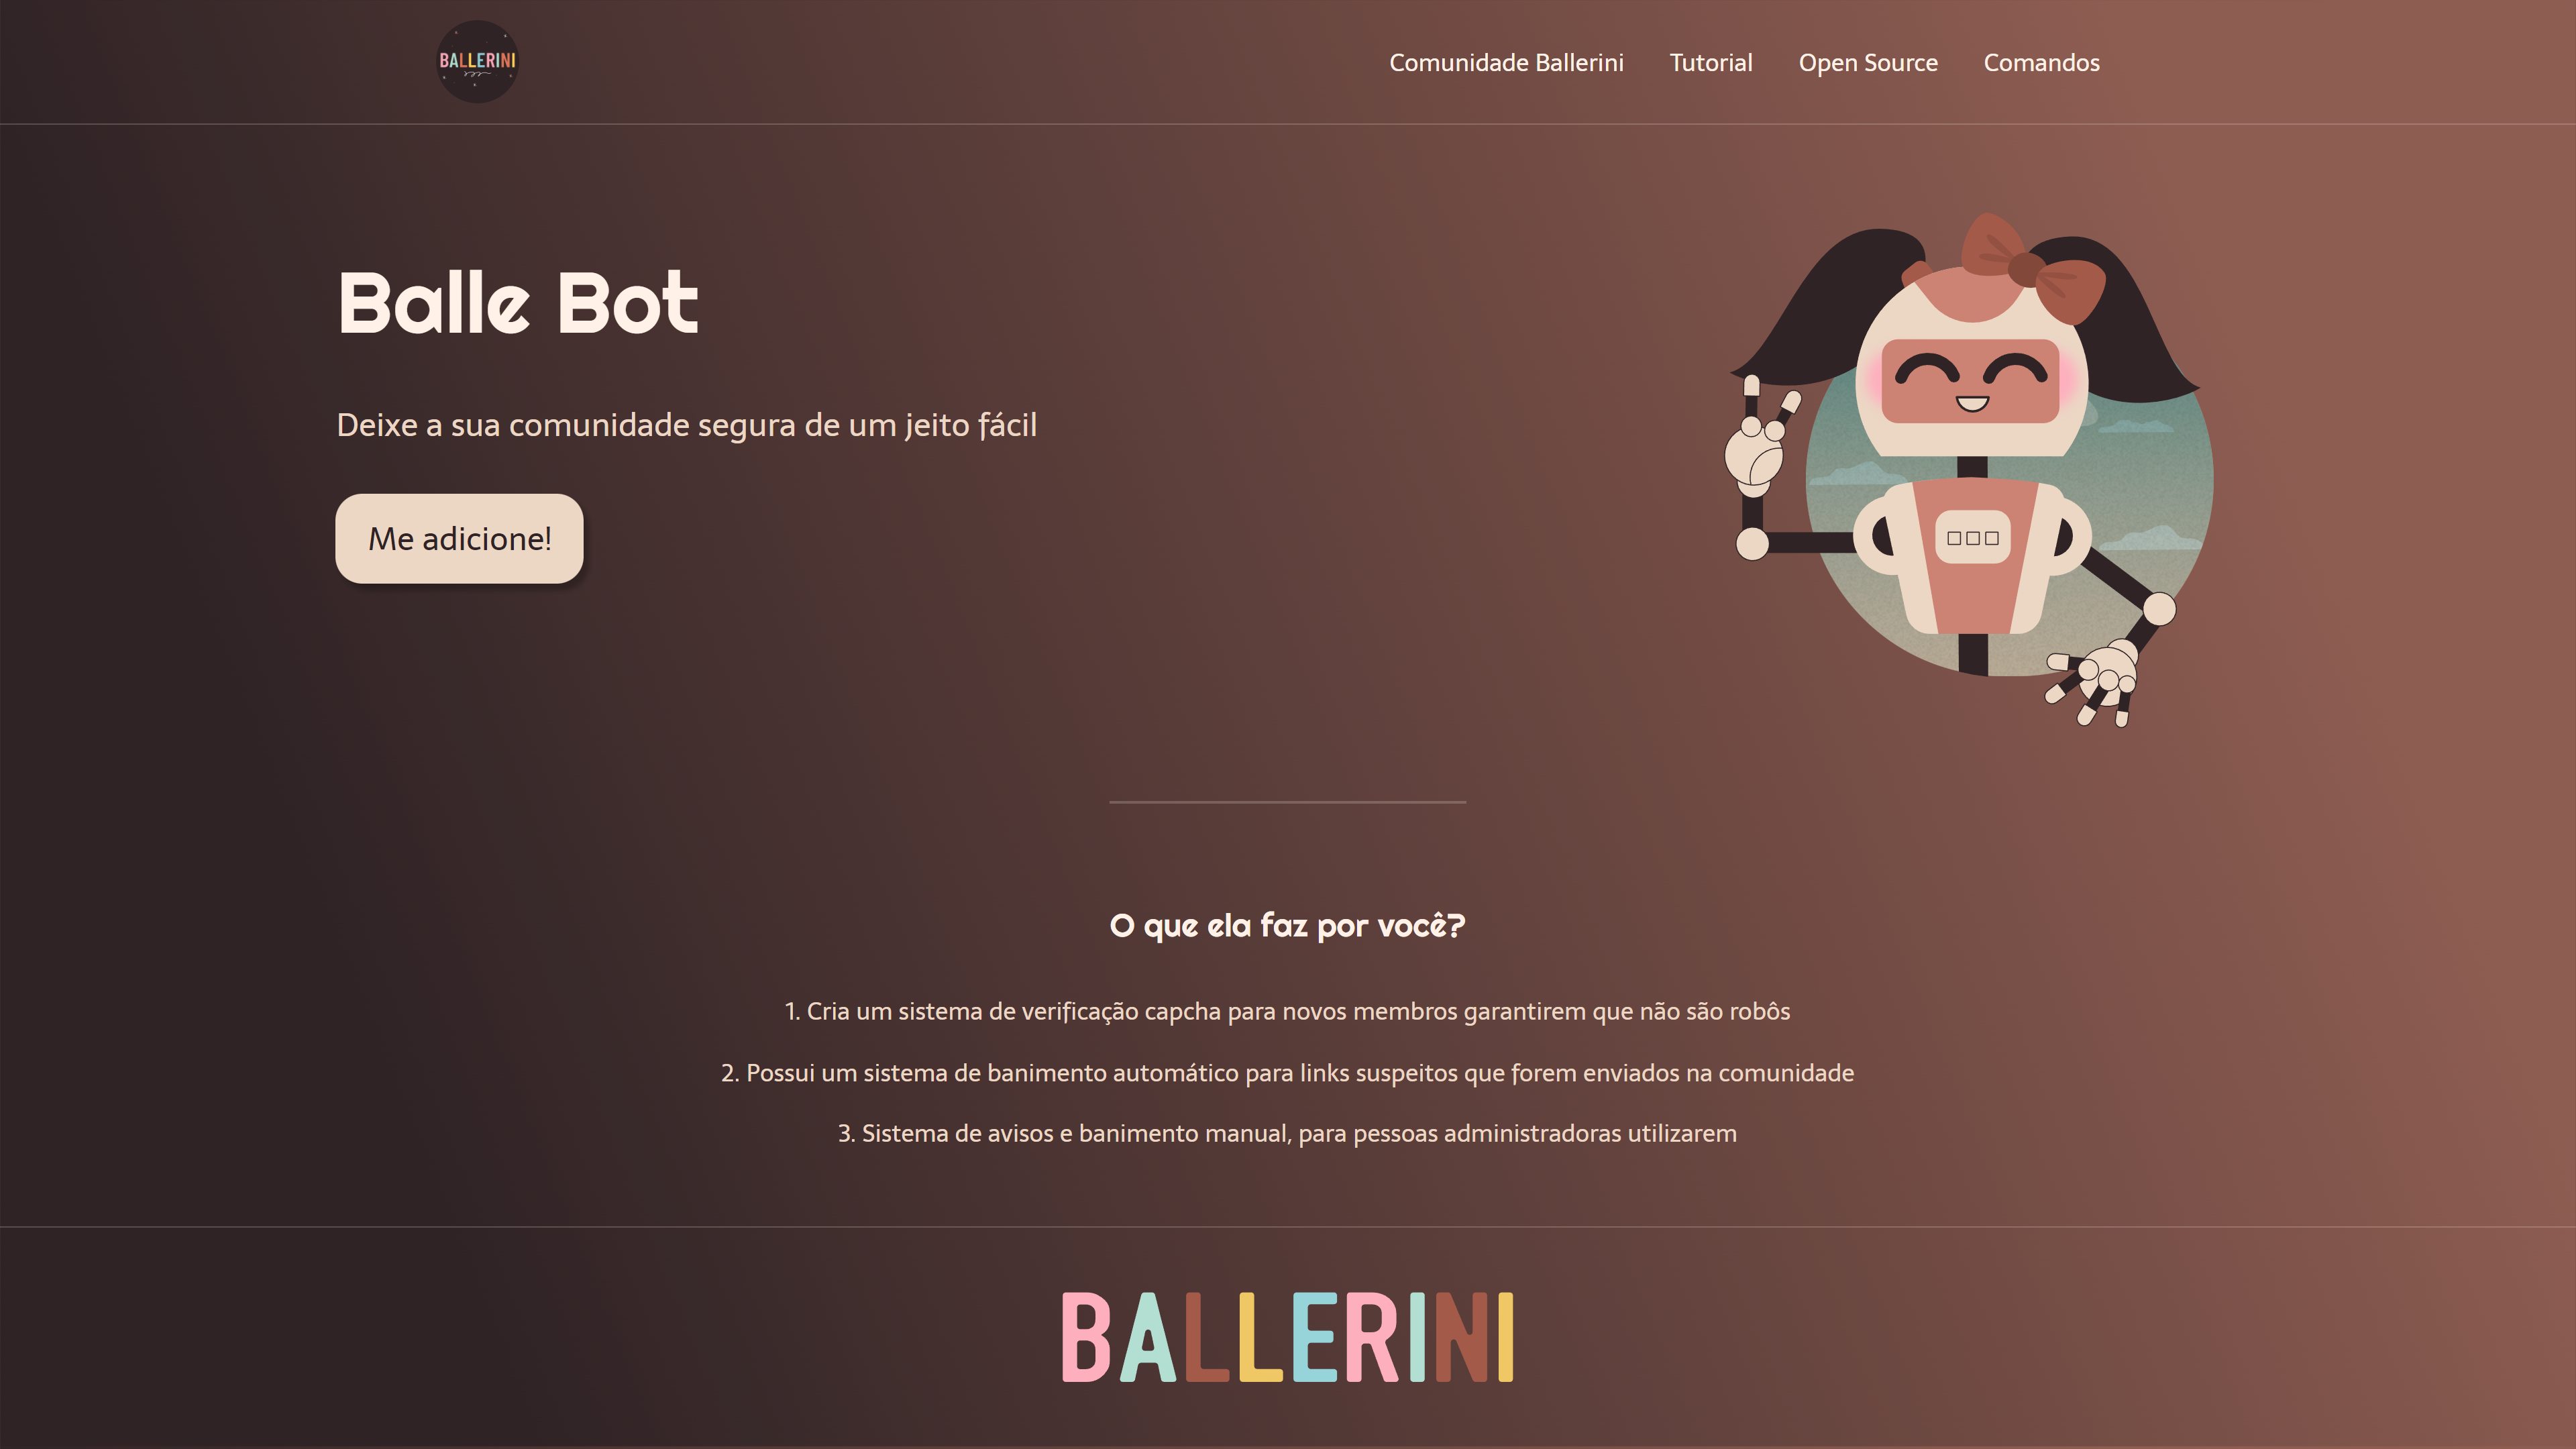 BALLERINI
Comunidade Ballerini Tutorial Open Source Comandos
Balle Bot
Deixe a sua comunidade segura de um jeito fácil
Me adicione!
O que ela faz por você?
1. Cria um sistema de verificação capcha para novos membros garantirem que não são robôs
2. Possui um sistema de banimento automático para links suspeitos que forem enviados na comunidade
3. Sistema de avisos e banimento manual, para pessoas administradoras utilizarem
BALLERINI